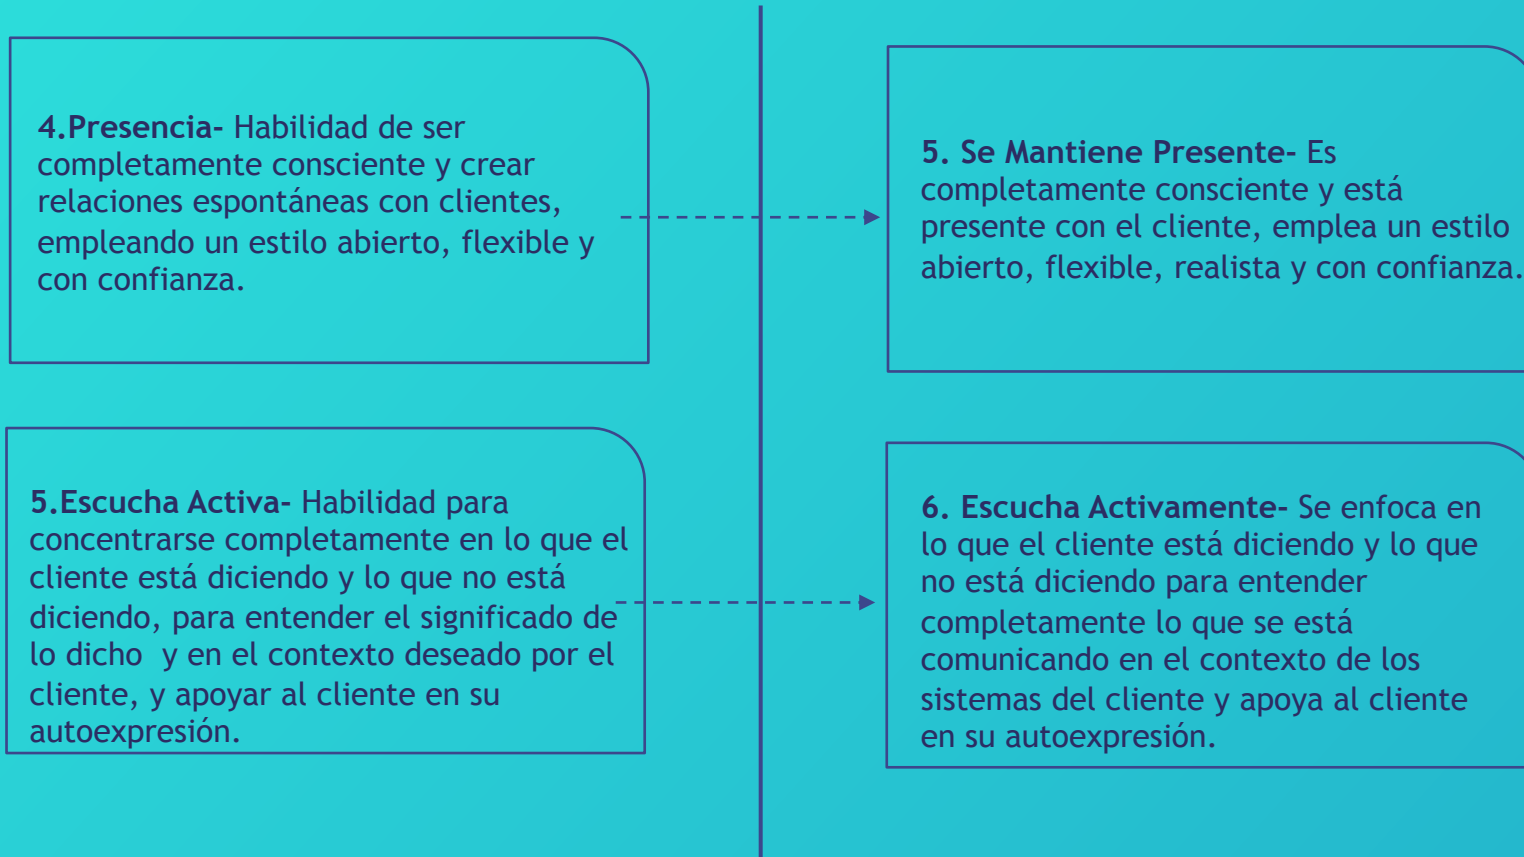 4.Presencia- Habilidad de ser
completamente consciente y crear
relaciones espontáneas con clientes,
empleando un estilo abierto, flexible y
con confianza.
5. Se Mantiene Presente- Es
completamente consciente y está
presente con el cliente, emplea un estilo
abierto, flexible, realista y con confianza.
5.Escucha Activa- Habilidad para
concentrarse completamente en lo que el
cliente está diciendo y lo que no está
diciendo, para entender el significado de
lo dicho  y en el contexto deseado por el
cliente, y apoyar al cliente en su
autoexpresión.
6. Escucha Activamente- Se enfoca en
lo que el cliente está diciendo y lo que
no está diciendo para entender
completamente lo que se está
comunicando en el contexto de los
sistemas del cliente y apoya al cliente
en su autoexpresión.